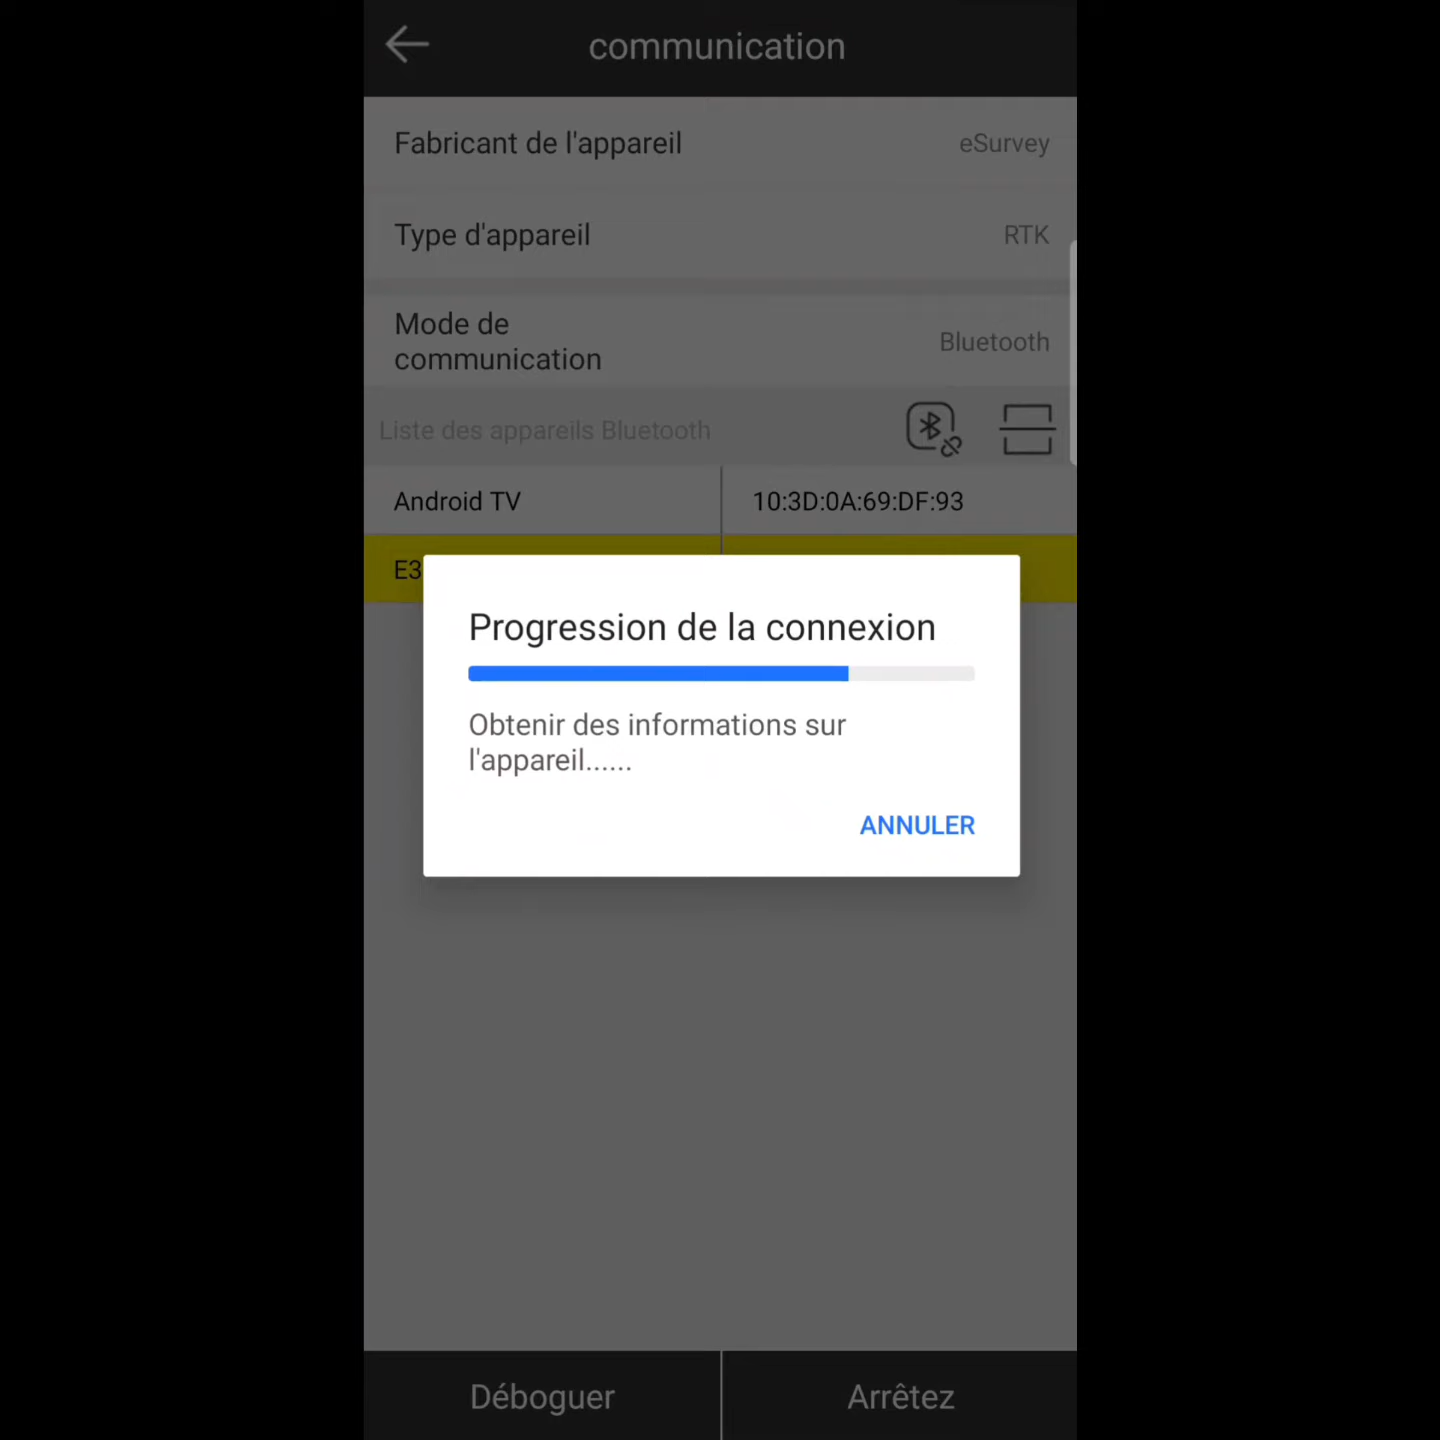 communication
Fabricant de l'appareil eSurvey
Type d'appareil RTK
Mode de
communication
Bluetooth
Liste des appareils Bluetooth
Android TV 10:3D:0A:69:DF:93
E3
Progression de la connexion
Obtenir des informations sur
l'appareil......
ANNULER
Déboguer Arrêtez